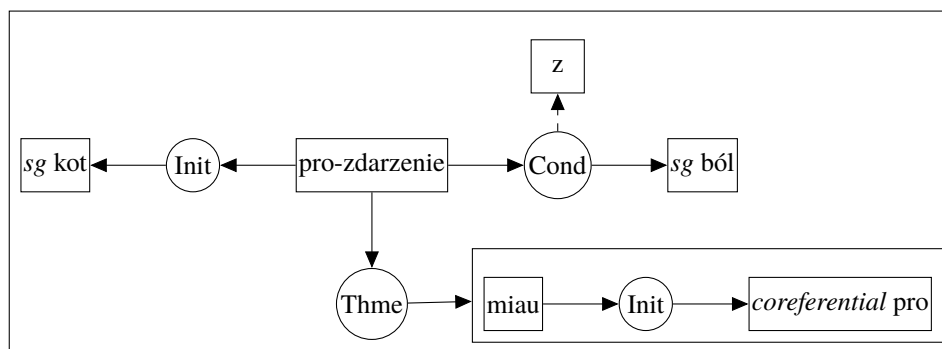 z
sg kot Init pro-zdarzenie Cond sg ból
Thme miau Init coreferential pro